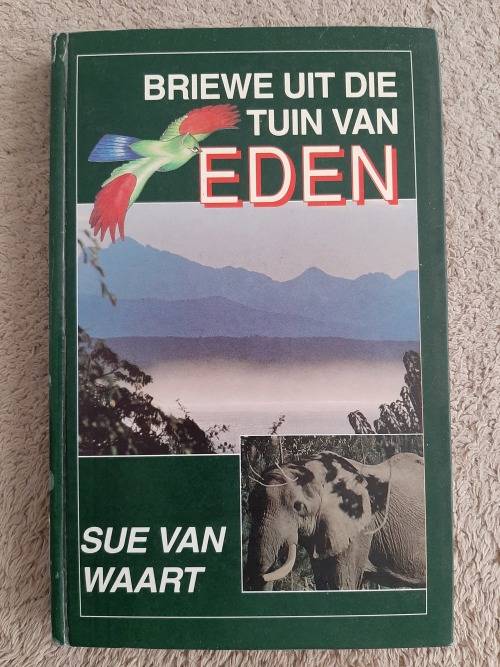 BRIEWE UIT DIE
TUIN VAN
EDEN
SUE VAN
WAART